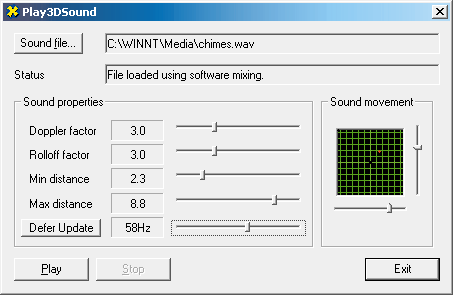 Play3DSound
Sound file... C:\WINNT\Media\chimes.wav
Status File loaded using software mixing.
Sound properties Sound movement
Doppler factor 3.0
Rolloff factor 3.0
Min distance 2.3
Max distance 8.8
Defer Update 58Hz
Play Stop Exit